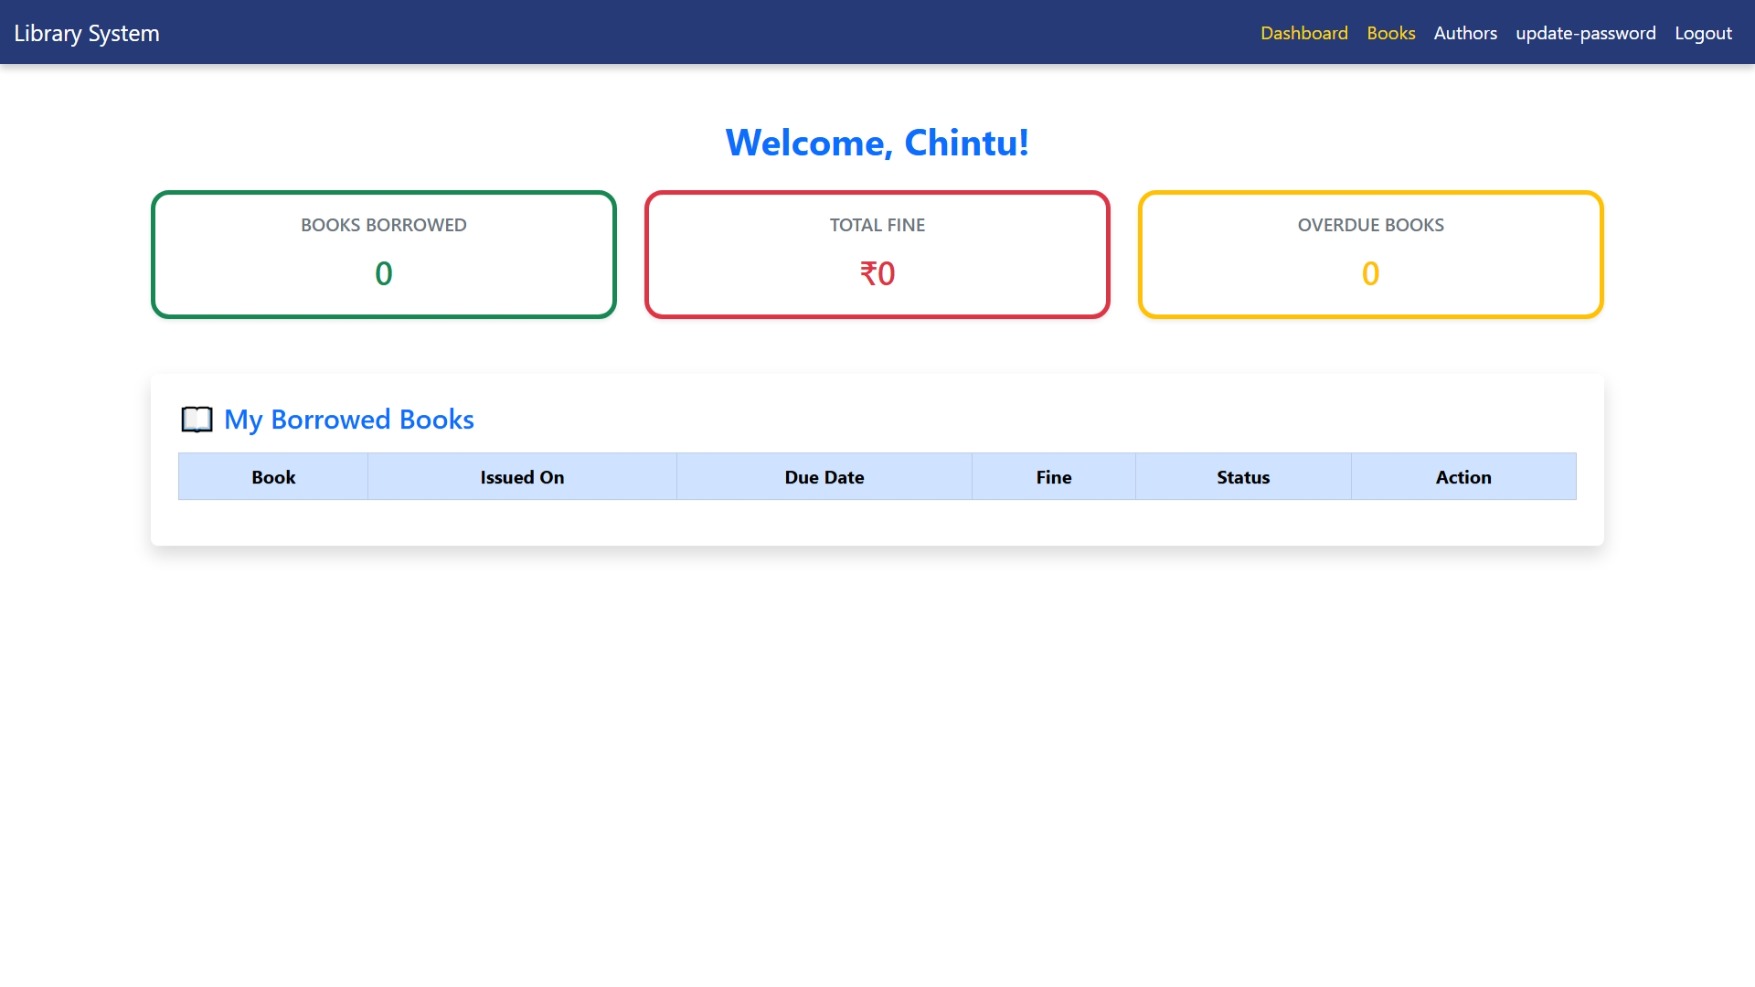 Library System
Dashboard Books Authors update-password Logout
Welcome, Chintu!
BOOKS BORROWED
0
TOTAL FINE
₹0
OVERDUE BOOKS
0
My Borrowed Books
Book Issued On Due Date Fine Status Action